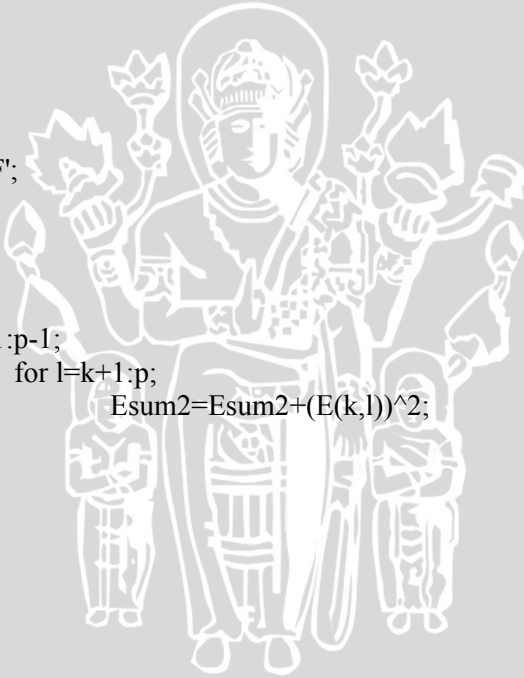 ';
:p-1;
for l=k+1:p;
Esum2=Esum2+(E(k,l))^2;